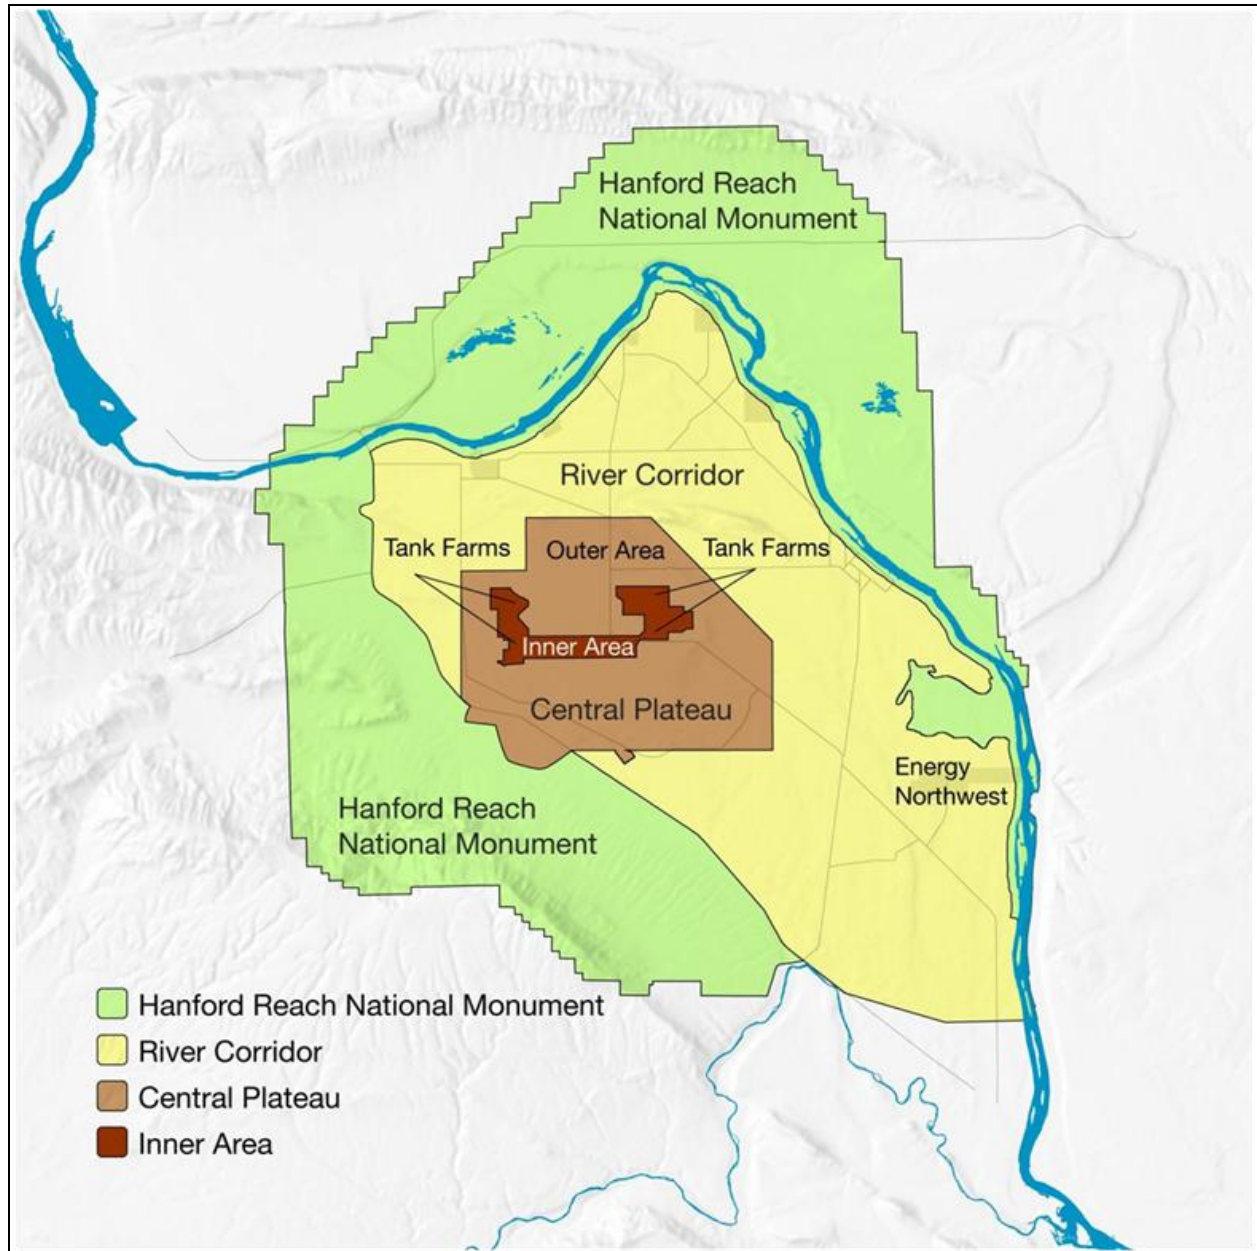 Hanford Reach
National Monument
River Corridor
Tank Farms
Outer Area
Tank Farms
Inner Area
Central Plateau
Energy
Northwest
Hanford Reach
National Monument
Hanford Reach National Monument
River Corridor
Central Plateau
Inner Area